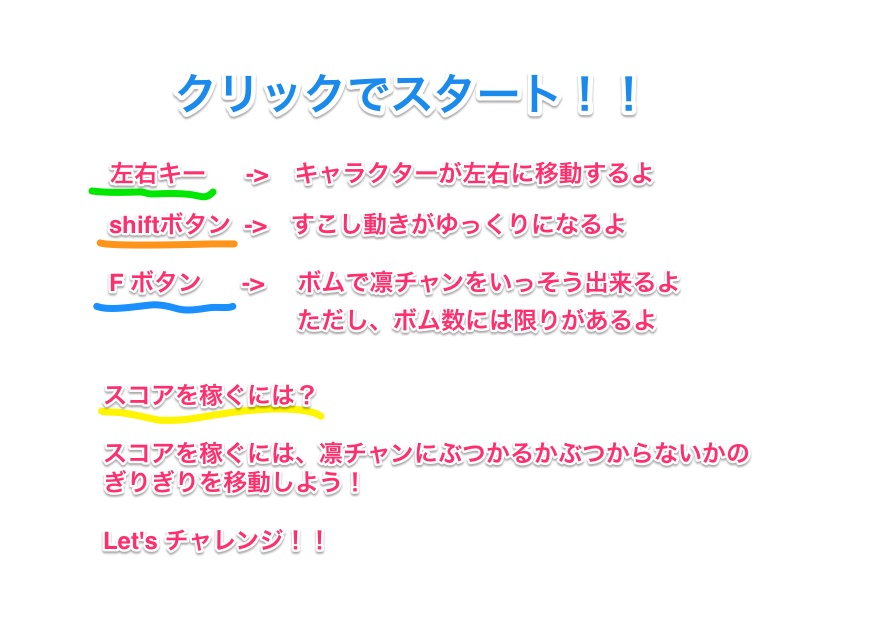 クリックでスタート！！
左右キー -> キャラクターが左右に移動するよ
shiftボタン -> すこし動きがゆっくりになるよ
F ボタン -> ボムで凛チャンをいっそう出来るよ
ただし、ボム数には限りがあるよ
スコアを稼ぐには？
スコアを稼ぐには、凛チャンにぶつかるかぶつからないかの
ぎりぎりを移動しよう！
Let's チャレンジ！！